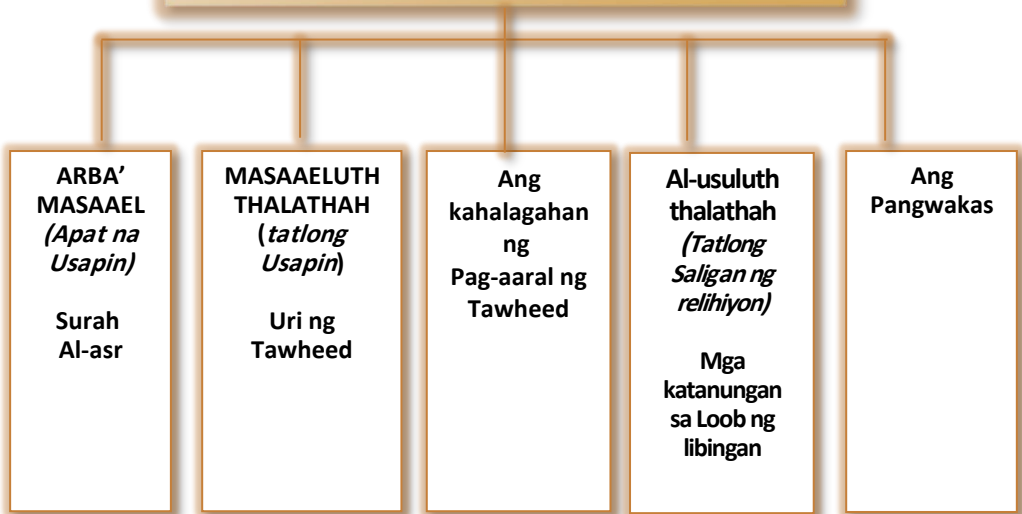 ARBA’
MASAAEL
(Apat na
Usapin)
Surah
Al-asr
MASAAELUTH
THALATHAH
(tatlong
Usapin)
Uri ng
Tawheed
Ang
kahalagahan
ng
Pag-aaral ng
Tawheed
Al-usuluth
thalathah
(Tatlong
Saligan ng
relihiyon)
Mga
katanungan
sa Loob ng
libingan
Ang
Pangwakas